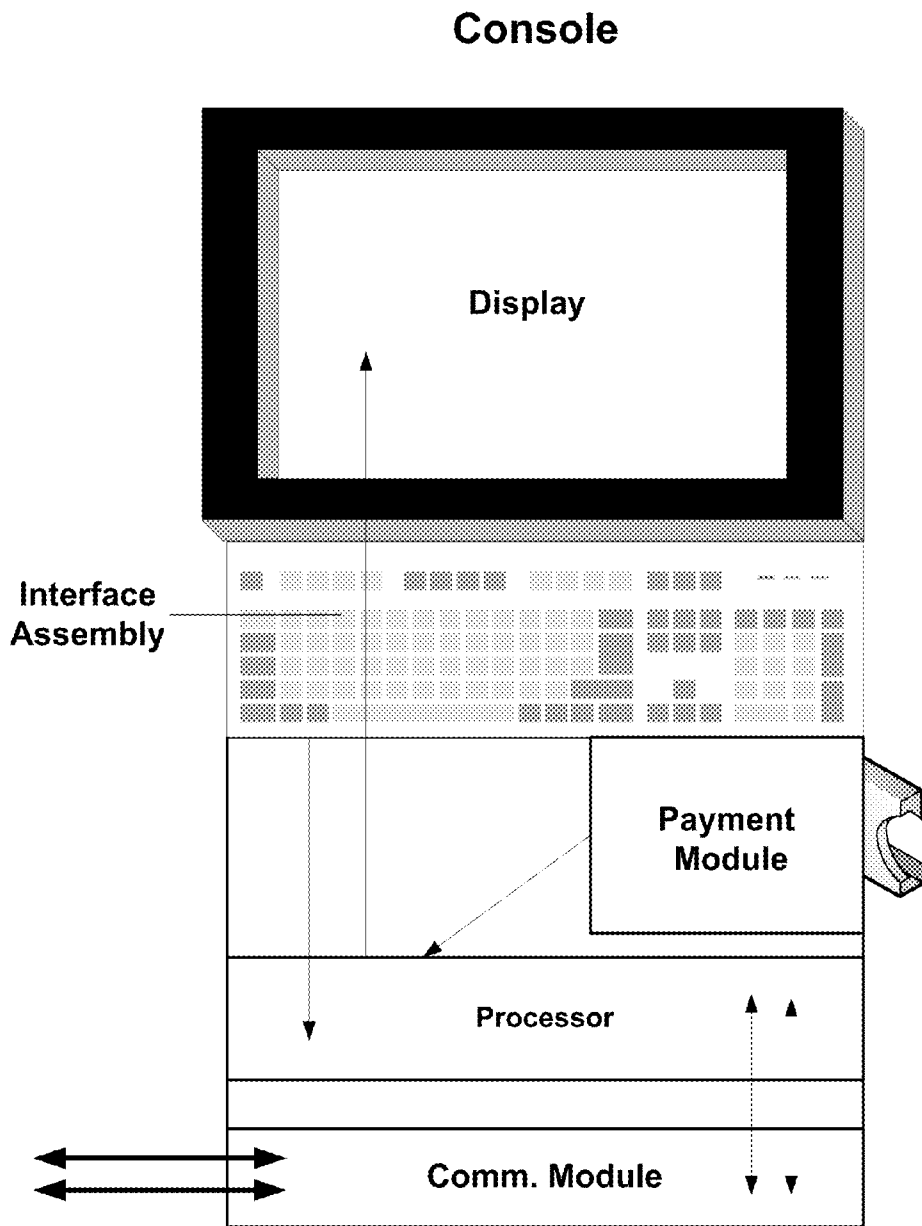 Console
Display
Interface
Assembly
Payment
Module
Processor
Comm. Module